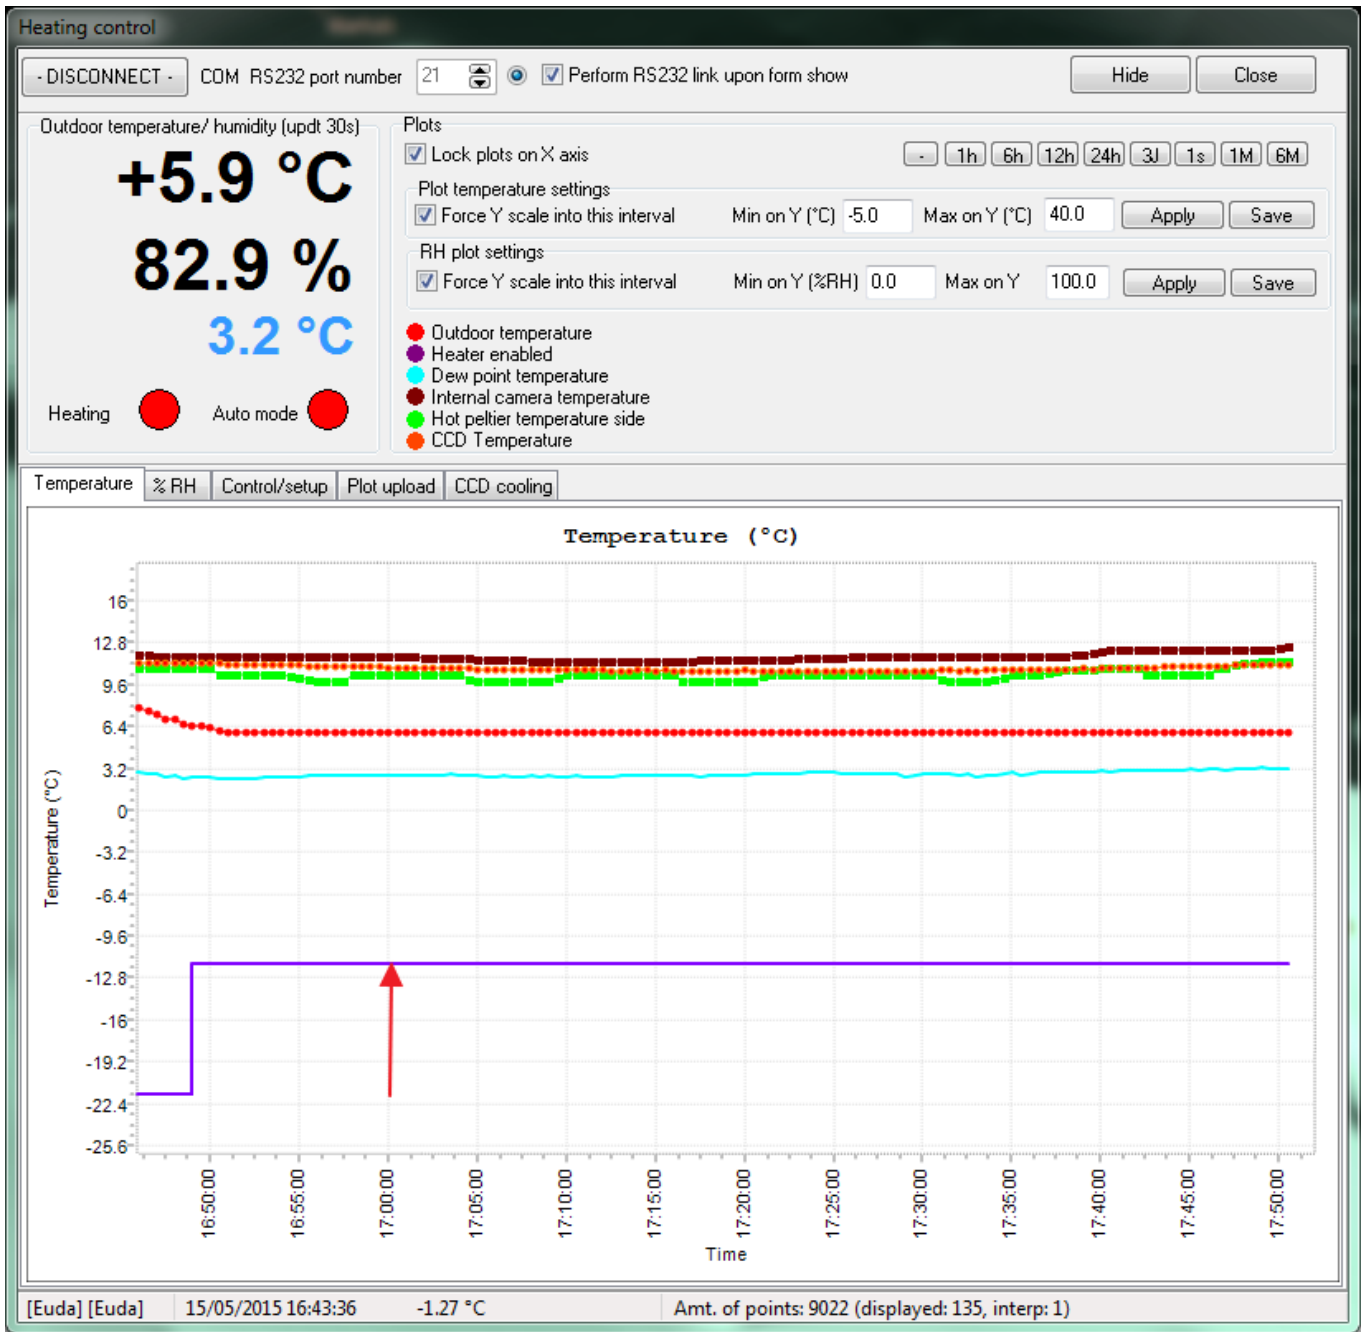 Heating control
- DISCONNECT - COM RS232 port number 21 Perform RS232 link upon form show Hide Close
Outdoor temperature/ humidity (updt 30s)
+5.9 °C
82.9 %
3.2 °C
Heating Auto mode
Plots
Lock plots on X axis - 1h 6h 12h 24h 3J 1s 1M 6M
Plot temperature settings
Force Y scale into this interval Min on Y (°C) -5.0 Max on Y (°C) 40.0 Apply Save
RH plot settings
Force Y scale into this interval Min on Y (%RH) 0.0 Max on Y 100.0 Apply Save
Outdoor temperature
Heater enabled
Dew point temperature
Internal camera temperature
Hot peltier temperature side
CCD Temperature
Temperature % RH Control/setup Plot upload CCD cooling
Temperature (°C)
Temperature (°C)
16
12.8
9.6
6.4
3.2
0
-3.2
-6.4
-9.6
-12.8
-16
-19.2
-22.4
-25.6
16:50:00 16:55:00 17:00:00 17:05:00 17:10:00 17:15:00 17:20:00 17:25:00 17:30:00 17:35:00 17:40:00 17:45:00 17:50:00
Time
[Euda] [Euda] 15/05/2015 16:43:36 -1.27 °C Amt. of points: 9022 (displayed: 135, interp: 1)